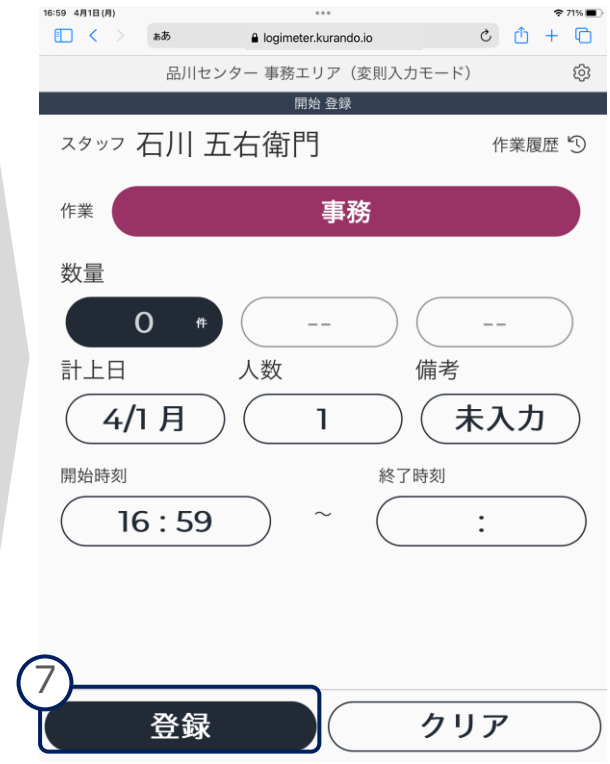 16:59 4月1日(月) 71%
ああ logimeter.kurando.io
品川センター 事務エリア（変則入力モード）
開始 登録
スタッフ 石川 五右衛門 作業履歴
作業 事務
数量
0 件 -- --
計上日 人数 備考
4/1 月 1 未入力
開始時刻 終了時刻
16 : 59 ～ :
7
登録 クリア